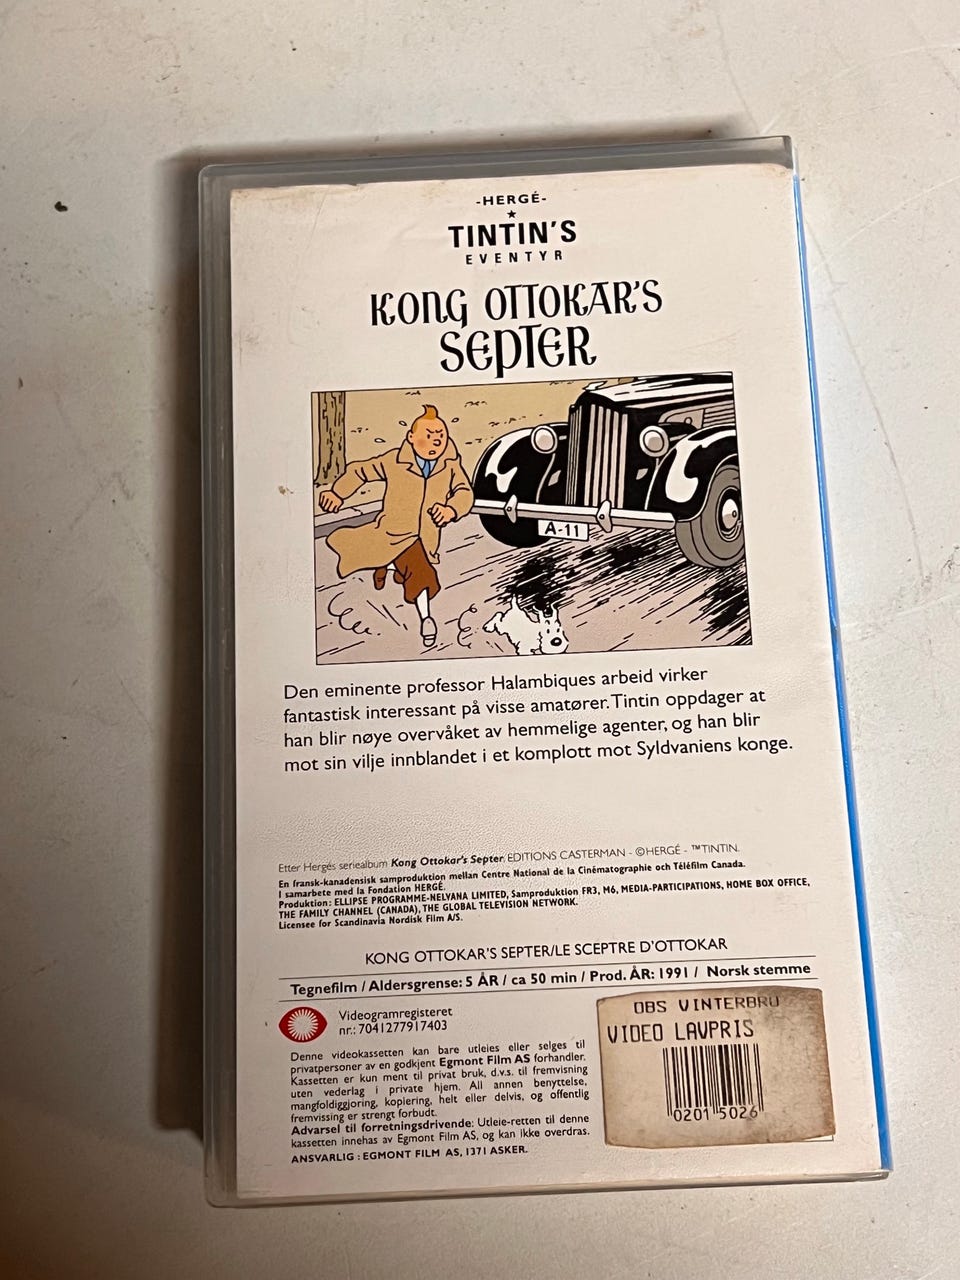 -HERGÉ-
TINTIN'S
EVENTYR
KONG OTTOKAR'S
SEPTER
A-11
Den eminente professor Halambiques arbeid virker
fantastisk interessant på visse amatører. Tintin oppdager at
han blir nøye overvåket av hemmelige agenter, og han blir
mot sin vilje innblandet i et komplott mot Syldvaniens konge.
Etter Hergés seriealbum Kong Ottokar's Septer, EDITIONS CASTERMAN - ©HERGÉ - ™TINTIN.
En fransk-kanadensisk samproduktion mellan Centre National de la Cinématographie och Téléfilm Canada.
I samarbete med la Fondation HERGÉ.
Produktion: ELLIPSE PROGRAMME-NELVANA LIMITED, Samproduktion FR3, M6, MEDIA-PARTICIPATIONS, HOME BOX OFFICE,
THE FAMILY CHANNEL (CANADA), THE GLOBAL TELEVISION NETWORK.
Licensee for Scandinavia Nordisk Film A/S.
KONG OTTOKAR'S SEPTER/LE SCEPTRE D'OTTOKAR
Tegnefilm / Aldersgrense: 5 ÅR / ca 50 min / Prod. ÅR: 1991 / Norsk stemme
Videogramregisteret
nr.: 7041277917403
Denne videokassetten kan bare utleies eller selges til
privatpersoner av en godkjent Egmont Film AS forhandler.
Kassetten er kun ment til privat bruk, d.v.s. til fremvisning
uten vederlag i private hjem. All annen benyttelse,
mangfoldiggjoring, kopiering, helt eller delvis, og offentlig
fremvissing er strengt forbudt.
Advarsel til forretningsdrivende: Utleie-retten til denne
kassetten innehas av Egmont Film AS, og kan ikke overdras.
ANSVARLIG : EGMONT FILM AS, 1371 ASKER.
OBS VINTERBRU
VIDEO LAVPRIS
0201 5026